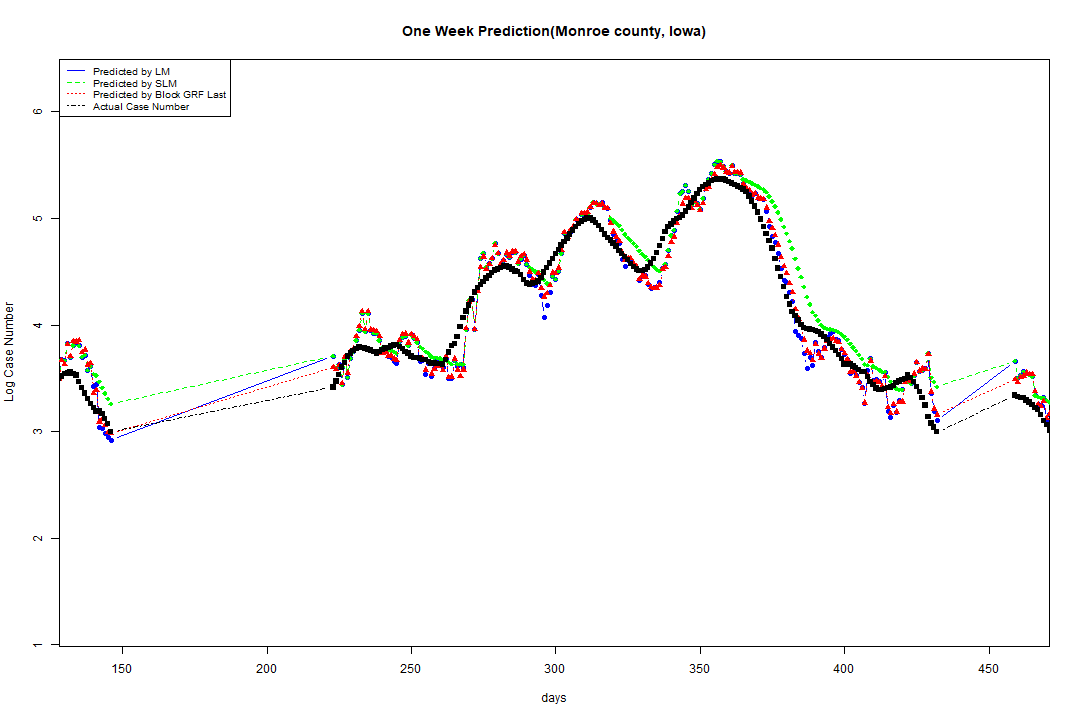 One Week Prediction(Monroe county, Iowa)
Predicted by LM
Predicted by SLM
Predicted by Block GRF Last
Actual Case Number
6
5
4
3
2
1
Log Case Number
150 200 250 300 350 400 450
days